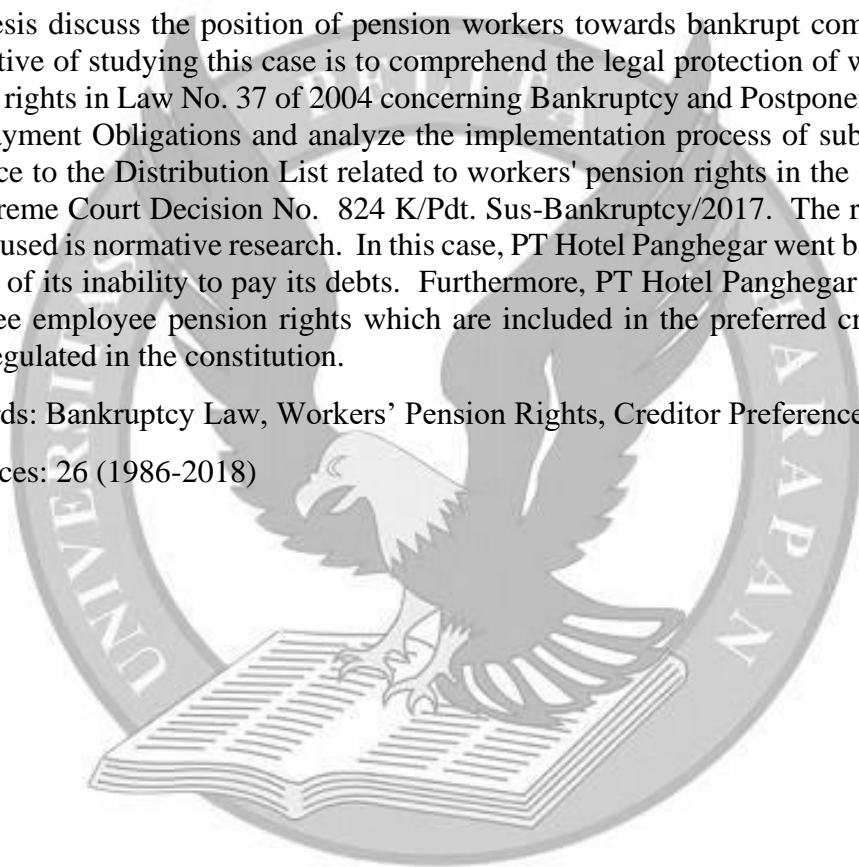 esis discuss the position of pension workers towards bankrupt com
tive of studying this case is to comprehend the legal protection of w
rights in Law No. 37 of 2004 concerning Bankruptcy and Postpone
yment Obligations and analyze the implementation process of sub
ce to the Distribution List related to workers' pension rights in the
reme Court Decision No. 824 K/Pdt. Sus-Bankruptcy/2017. The r
used is normative research. In this case, PT Hotel Panghegar went ba
of its inability to pay its debts. Furthermore, PT Hotel Panghegar
ee employee pension rights which are included in the preferred cr
egulated in the constitution.
ds: Bankruptcy Law, Workers' Pension Rights, Creditor Preference
ces: 26 (1986-2018)
UNIVERSITAS PELITA HARAPAN